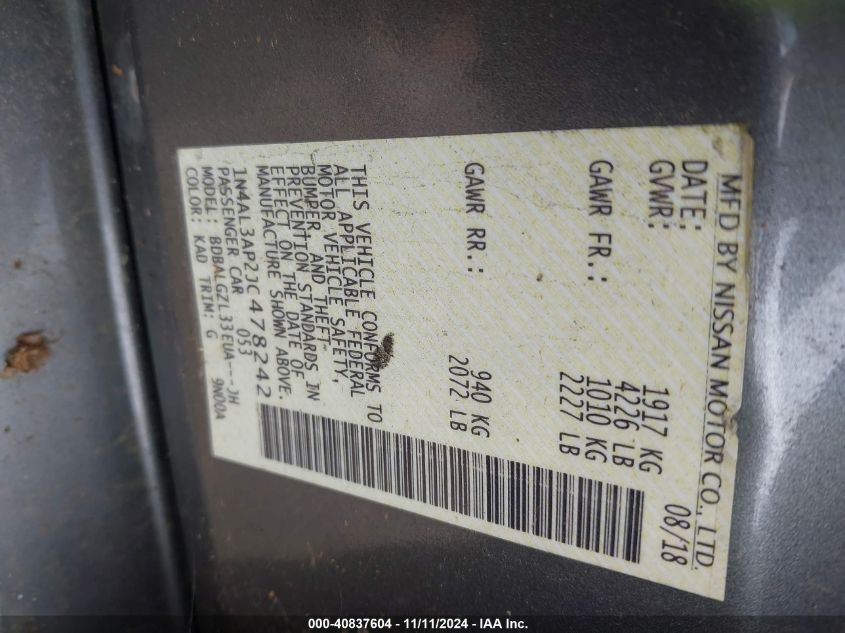 MFD BY NISSAN MOTOR CO., LTD.
DATE: 08/18
GVWR: 1917 KG
4226 LB
GAWR FR.: 1010 KG
2227 LB
GAWR RR.: 940 KG
2072 LB
THIS VEHICLE CONFORMS TO
ALL APPLICABLE FEDERAL
MOTOR VEHICLE SAFETY,
BUMPER, AND THEFT
PREVENTION STANDARDS IN
EFFECT ON THE DATE OF
MANUFACTURE SHOWN ABOVE.
1N4AL3AP2JC478242
PASSENGER CAR 053
MODEL: BDBALGZL33EUA---JH
COLOR: KAD TRIM: G 9N00A
000-40837604 - 11/11/2024 - IAA Inc.